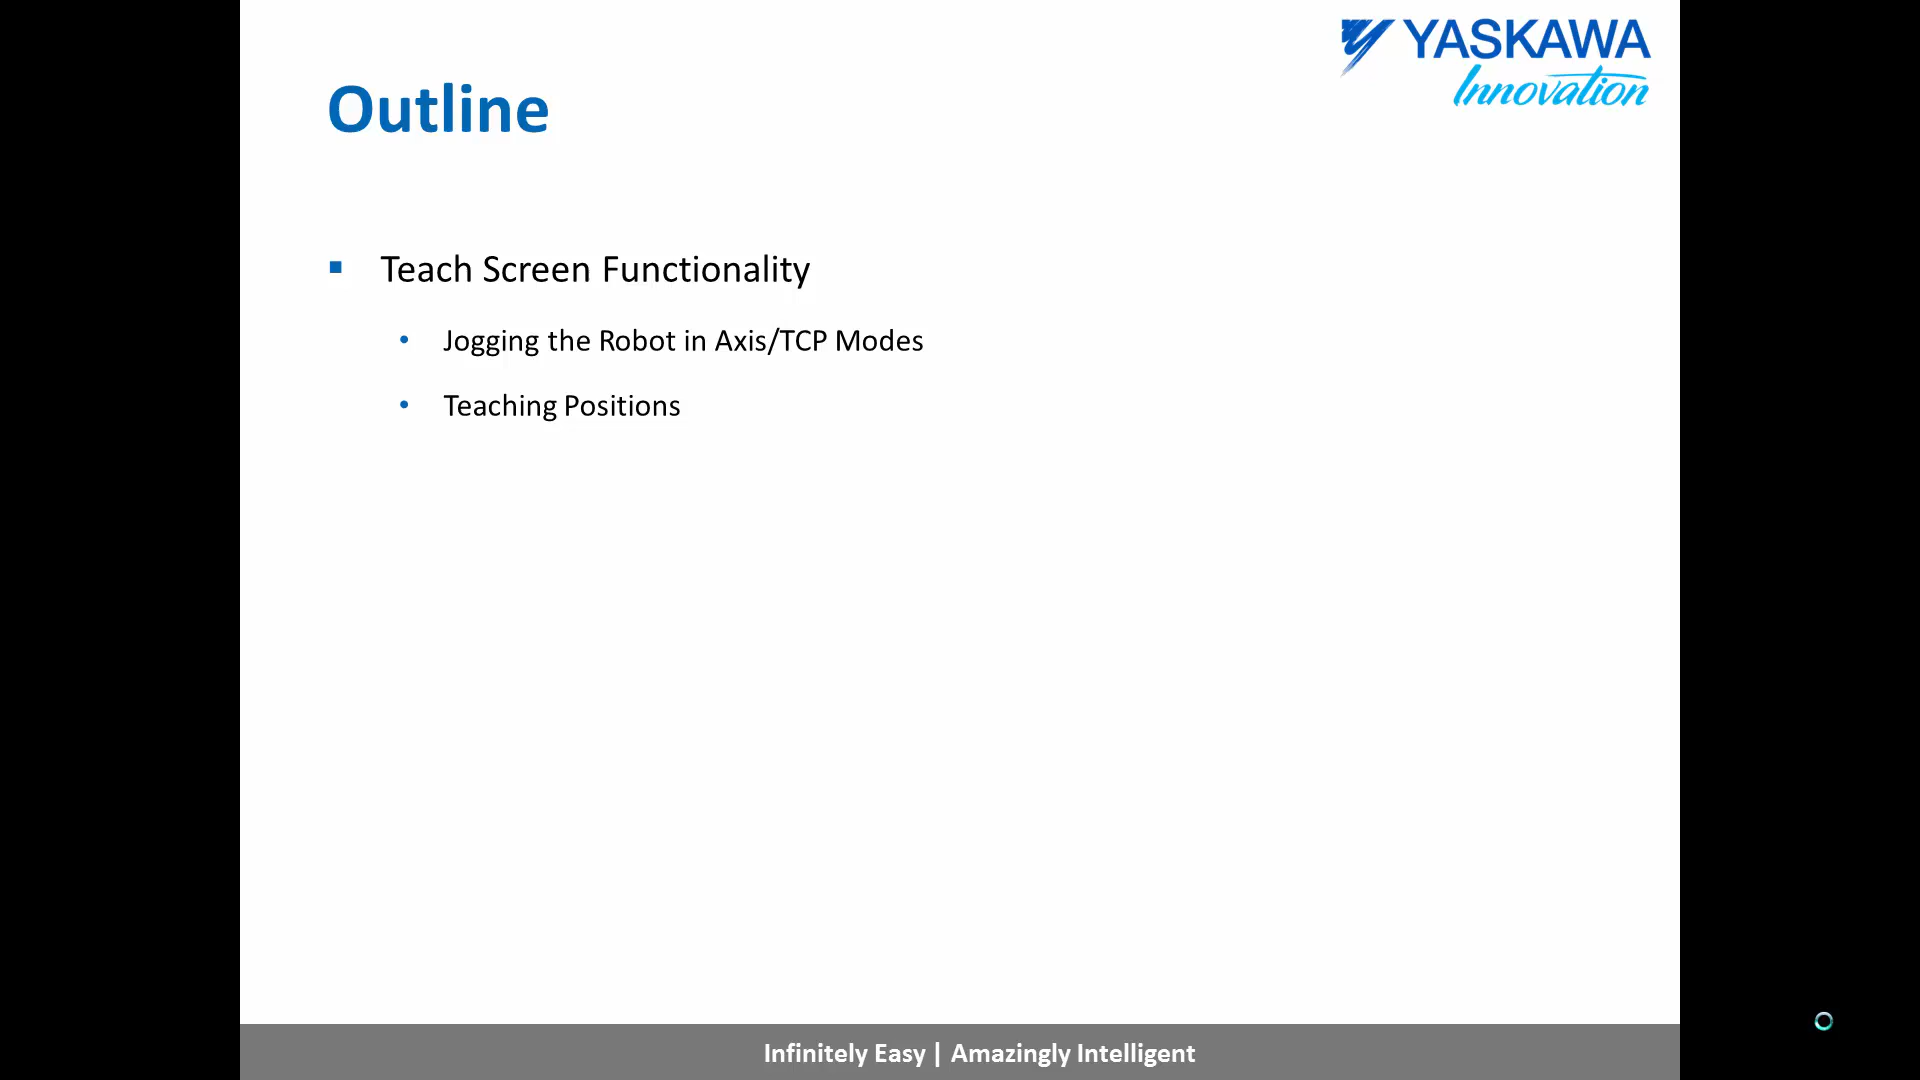 YASKAWA
Innovation
Outline
▪ Teach Screen Functionality
• Jogging the Robot in Axis/TCP Modes
• Teaching Positions
Infinitely Easy | Amazingly Intelligent